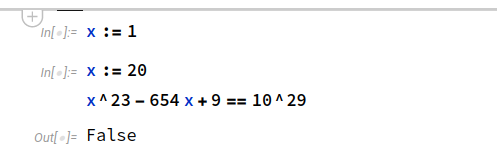 In[•]:= x := 1
In[•]:= x := 20
x^23 - 654 x + 9 == 10^29
Out[•]= False